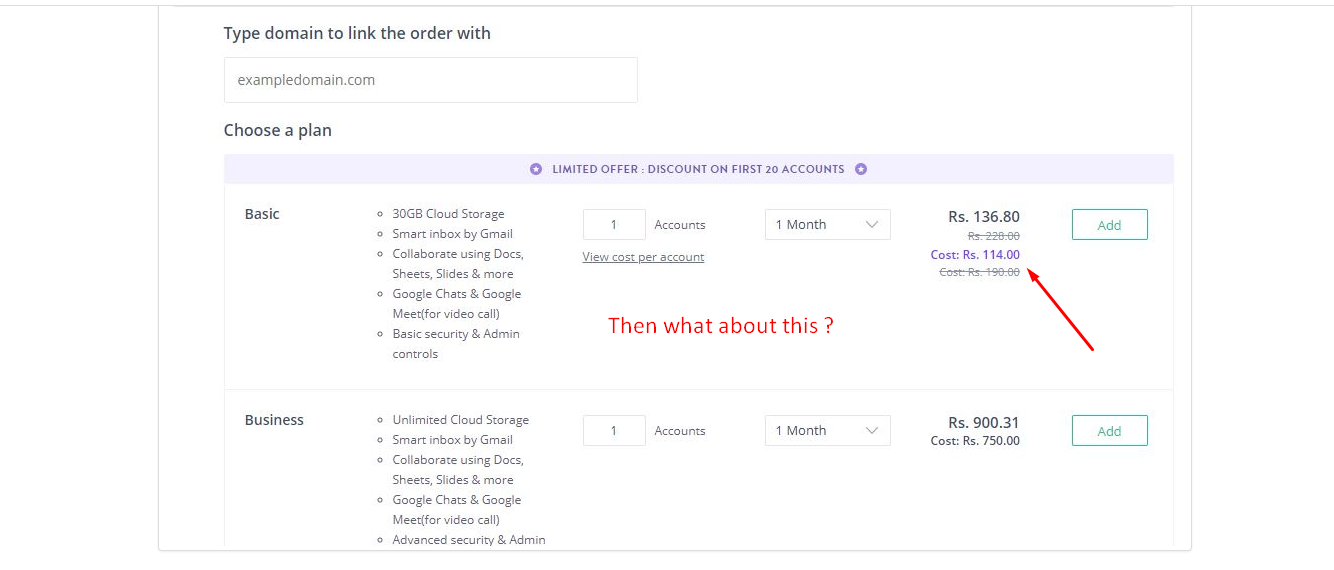 Type domain to link the order with
exampledomain.com
Choose a plan
LIMITED OFFER : DISCOUNT ON FIRST 20 ACCOUNTS
Basic
30GB Cloud Storage
Smart inbox by Gmail
Collaborate using Docs,
Sheets, Slides & more
Google Chats & Google
Meet(for video call)
Basic security & Admin
controls
1 Accounts
View cost per account
1 Month
Rs. 136.80
Rs. 228.00
Cost: Rs. 114.00
Cost: Rs. 190.00
Add
Then what about this ?
Business
Unlimited Cloud Storage
Smart inbox by Gmail
Collaborate using Docs,
Sheets, Slides & more
Google Chats & Google
Meet(for video call)
Advanced security & Admin
1 Accounts
1 Month
Rs. 900.31
Cost: Rs. 750.00
Add